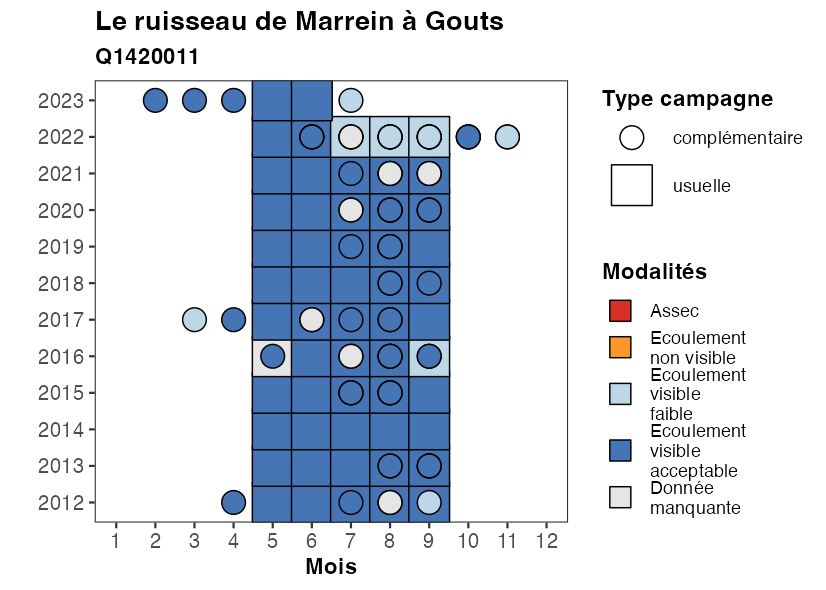 Le ruisseau de Marrein à Gouts
Q1420011
2023
2022
2021
2020
2019
2018
2017
2016
2015
2014
2013
2012
1 2 3 4 5 6 7 8 9 10 11 12
Mois
Type campagne
complémentaire
usuelle
Modalités
Assec
Ecoulement
non visible
Ecoulement
visible
faible
Ecoulement
visible
acceptable
Donnée
manquante